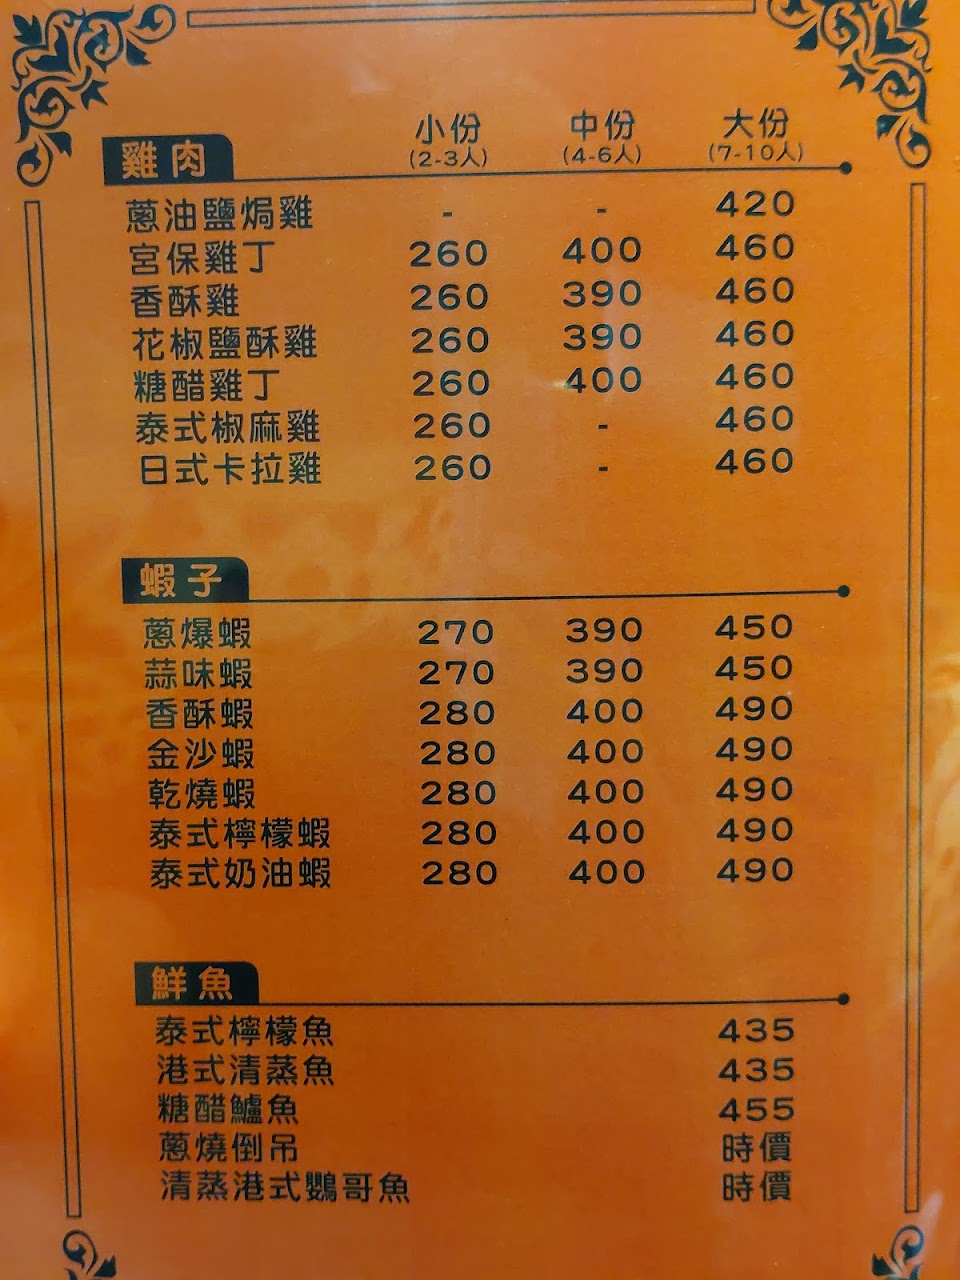 小份 中份 大份
雞肉 (2-3人) (4-6人) (7-10人)
蔥油鹽焗雞 - - 420
宮保雞丁 260 400 460
香酥雞 260 390 460
花椒鹽酥雞 260 390 460
糖醋雞丁 260 400 460
泰式椒麻雞 260 - 460
日式卡拉雞 260 - 460
蝦子
蔥爆蝦 270 390 450
蒜味蝦 270 390 450
香酥蝦 280 400 490
金沙蝦 280 400 490
乾燒蝦 280 400 490
泰式檸檬蝦 280 400 490
泰式奶油蝦 280 400 490
鮮魚
泰式檸檬魚 435
港式清蒸魚 435
糖醋鱸魚 455
蔥燒倒吊 時價
清蒸港式鸚哥魚 時價